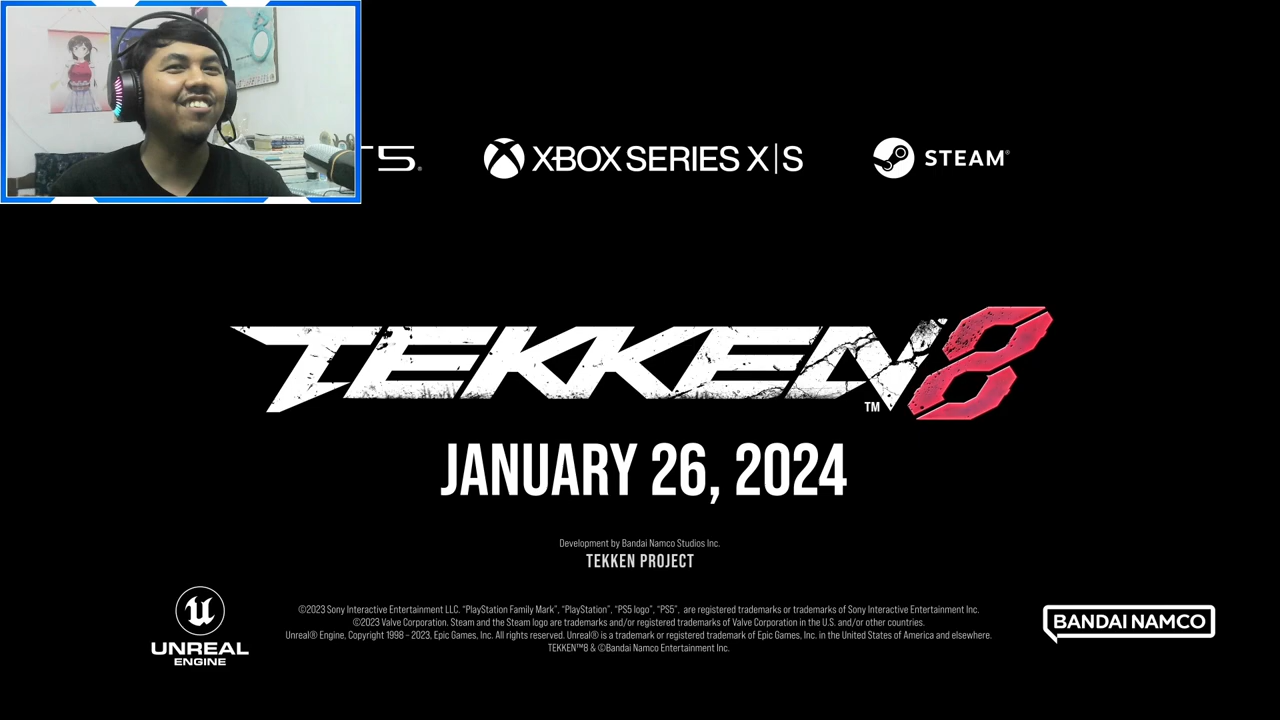 XBOX SERIES X|S
STEAM®
TEKKEN 8
TM
JANUARY 26, 2024
Development by Bandai Namco Studios Inc.
TEKKEN PROJECT
UNREAL
ENGINE
©2023 Sony Interactive Entertainment LLC. “PlayStation Family Mark”, “PlayStation”, “PS5 logo”, “PS5”, are registered trademarks or trademarks of Sony Interactive Entertainment Inc.
©2023 Valve Corporation. Steam and the Steam logo are trademarks and/or registered trademarks of Valve Corporation in the U.S. and/or other countries.
Unreal® Engine, Copyright 1998 – 2023, Epic Games, Inc. All rights reserved. Unreal® is a trademark or registered trademark of Epic Games, Inc. in the United States of America and elsewhere.
TEKKEN™8 & ©Bandai Namco Entertainment Inc.
BANDAI NAMCO